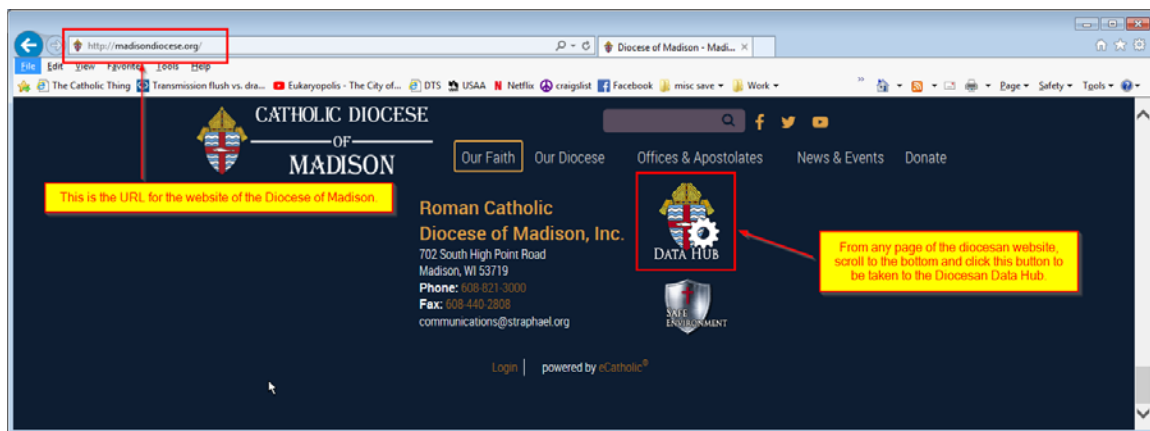 http://madisondiocese.org/
Diocese of Madison - Madi...
File Edit View Favorites Tools Help
The Catholic Thing Transmission flush vs. dra... Eukaryopolis - The City of... DTS USAA Netflix craigslist Facebook misc save Work Page Safety Tools
CATHOLIC DIOCESE
OF
MADISON
Our Faith Our Diocese Offices & Apostolates News & Events Donate
This is the URL for the website of the Diocese of Madison.
Roman Catholic
Diocese of Madison, Inc.
702 South High Point Road
Madison, WI 53719
Phone: 608-821-3000
Fax: 608-440-2808
communications@straphael.org
DATA HUB
From any page of the diocesan website,
scroll to the bottom and click this button to
be taken to the Diocesan Data Hub.
SAFE
ENVIRONMENT
Login | powered by eCatholic®